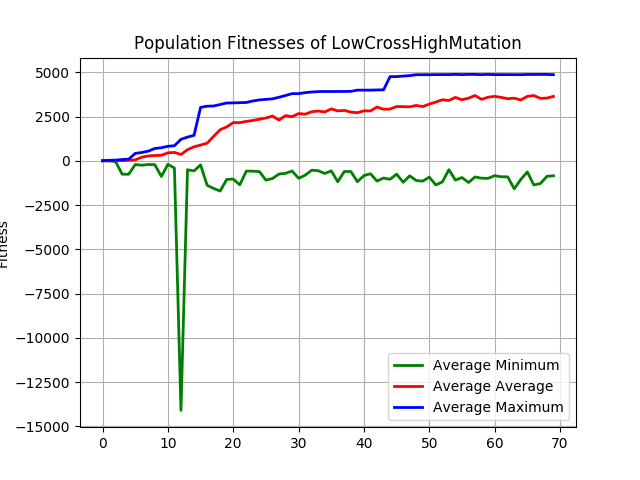 Population Fitnesses of LowCrossHighMutation
5000
2500
0
−2500
−5000
−7500
−10000
−12500
−15000
Fitness
0 10 20 30 40 50 60 70
Average Minimum
Average Average
Average Maximum